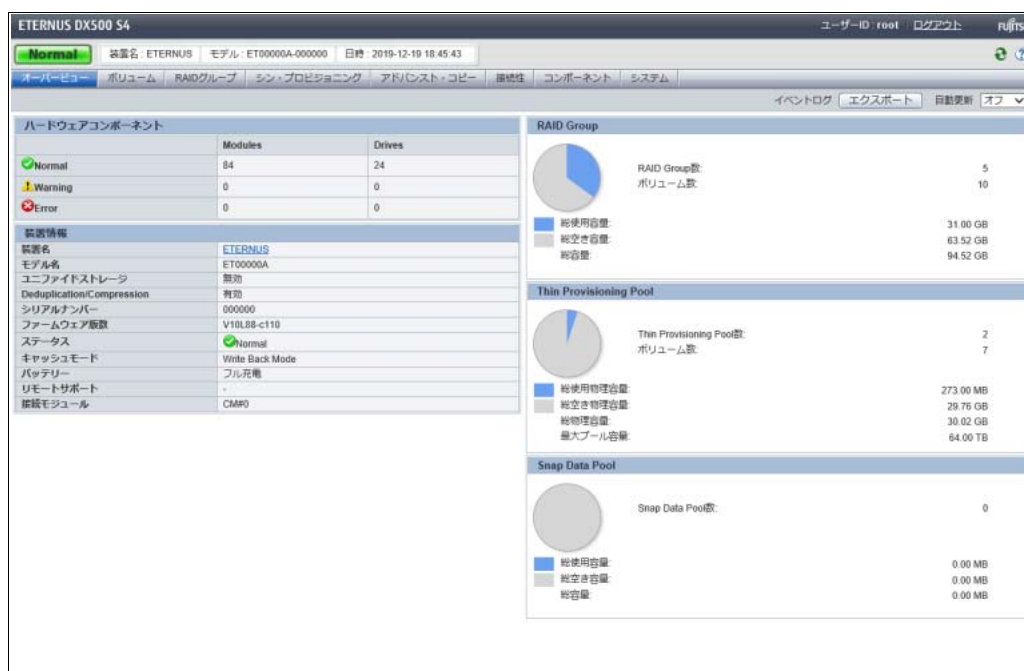 ETERNUS DX500 S4 ユーザーID : root ログアウト
Normal 装置名 : ETERNUS モデル : ET00000A-000000 日時 : 2019-12-19 18:45:43
オーバービュー ボリューム RAIDグループ シン・プロビジョニング アドバンスト・コピー 接続性 コンポーネント システム
イベントログ エクスポート 自動更新 オフ
ハードウェアコンポーネント
Modules Drives
Normal 84 24
Warning 0 0
Error 0 0
装置情報
装置名 ETERNUS
モデル名 ET00000A
ユニファイドストレージ 無効
Deduplication/Compression 有効
シリアルナンバー 000000
ファームウェア版数 V10L88-c110
ステータス Normal
キャッシュモード Write Back Mode
バッテリー フル充電
リモートサポート -
接続モジュール CM#0
RAID Group
RAID Group数: 5
ボリューム数: 10
総使用容量: 31.00 GB
総空き容量: 63.52 GB
総容量: 94.52 GB
Thin Provisioning Pool
Thin Provisioning Pool数: 2
ボリューム数: 7
総使用物理容量: 273.00 MB
総空き物理容量: 29.76 GB
総物理容量: 30.02 GB
最大プール容量: 64.00 TB
Snap Data Pool
Snap Data Pool数: 0
総使用容量: 0.00 MB
総空き容量: 0.00 MB
総容量: 0.00 MB